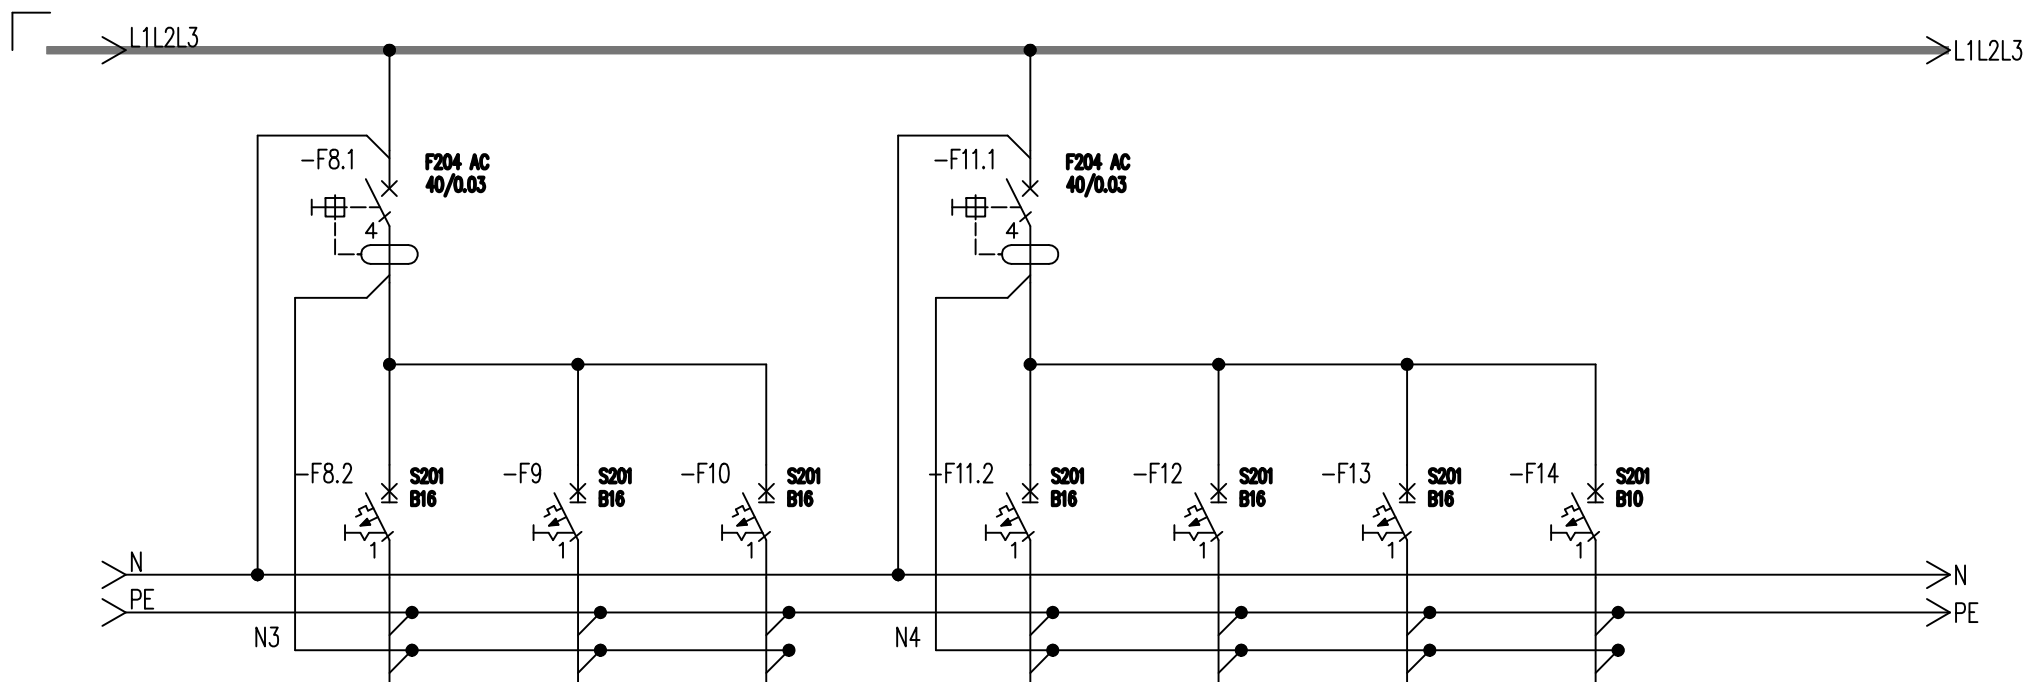 L1L2L3
L1L2L3
-F8.1
F204 AC
40/0.03
4
-F11.1
F204 AC
40/0.03
4
-F8.2
S201
B16
1
-F9
S201
B16
1
-F10
S201
B16
1
-F11.2
S201
B16
1
-F12
S201
B16
1
-F13
S201
B16
1
-F14
S201
B10
1
N
N
PE
PE
N3
N4